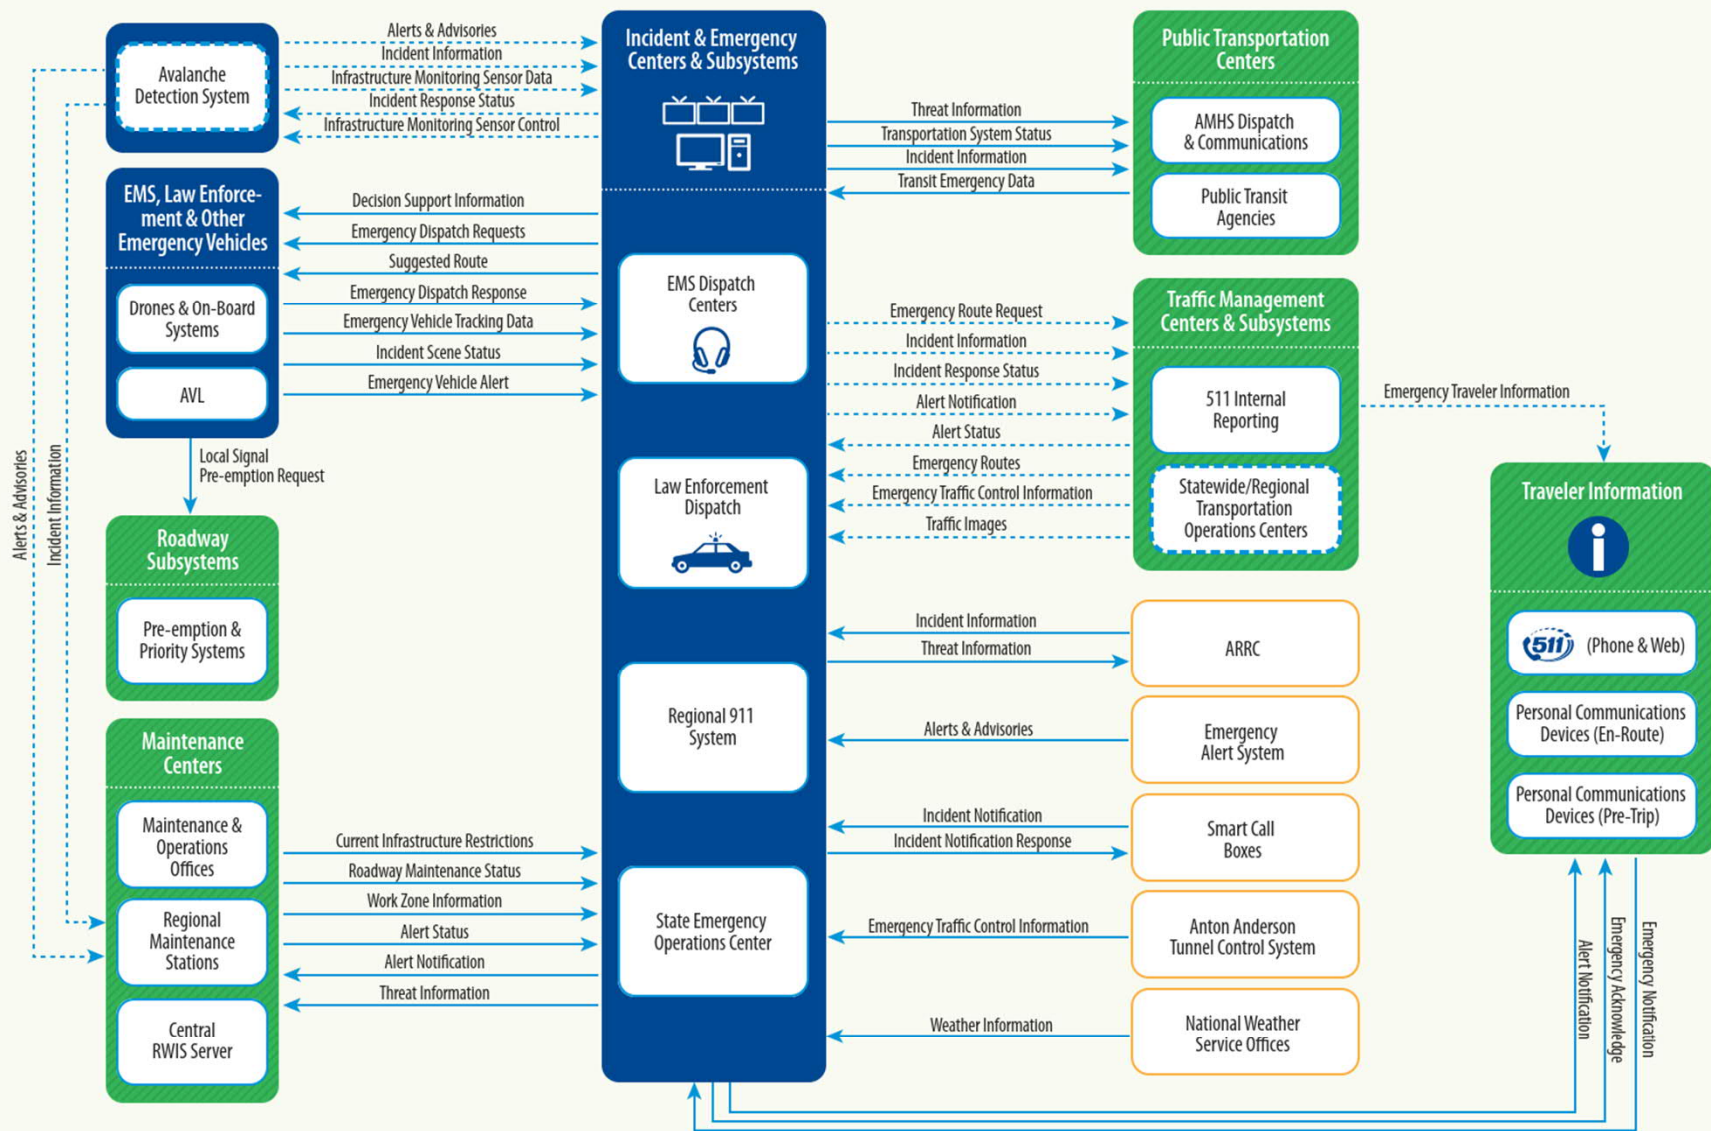 Avalanche
Detection System
Alerts & Advisories
Incident Information
Infrastructure Monitoring Sensor Data
Incident Response Status
Infrastructure Monitoring Sensor Control
Incident & Emergency
Centers & Subsystems
Threat Information
Transportation System Status
Incident Information
Transit Emergency Data
Public Transportation
Centers
AMHS Dispatch
& Communications
Public Transit
Agencies
EMS, Law Enforce-
ment & Other
Emergency Vehicles
Drones & On-Board
Systems
AVL
Decision Support Information
Emergency Dispatch Requests
Suggested Route
Emergency Dispatch Response
Emergency Vehicle Tracking Data
Incident Scene Status
Emergency Vehicle Alert
EMS Dispatch
Centers
Emergency Route Request
Incident Information
Incident Response Status
Alert Notification
Alert Status
Emergency Routes
Emergency Traffic Control Information
Traffic Images
Traffic Management
Centers & Subsystems
511 Internal
Reporting
Statewide/Regional
Transportation
Operations Centers
Emergency Traveler Information
Local Signal
Pre-emption Request
Alerts & Advisories
Incident Information
Roadway
Subsystems
Pre-emption &
Priority Systems
Law Enforcement
Dispatch
Traveler Information
i
511 (Phone & Web)
Personal Communications
Devices (En-Route)
Personal Communications
Devices (Pre-Trip)
Incident Information
Threat Information
ARRC
Regional 911
System
Alerts & Advisories
Emergency
Alert System
Maintenance
Centers
Maintenance &
Operations
Offices
Regional
Maintenance
Stations
Central
RWIS Server
Current Infrastructure Restrictions
Roadway Maintenance Status
Work Zone Information
Alert Status
Alert Notification
Threat Information
State Emergency
Operations Center
Incident Notification
Incident Notification Response
Smart Call
Boxes
Emergency Traffic Control Information
Anton Anderson
Tunnel Control System
Weather Information
National Weather
Service Offices
Alert Notification
Emergency Acknowledge
Emergency Notification